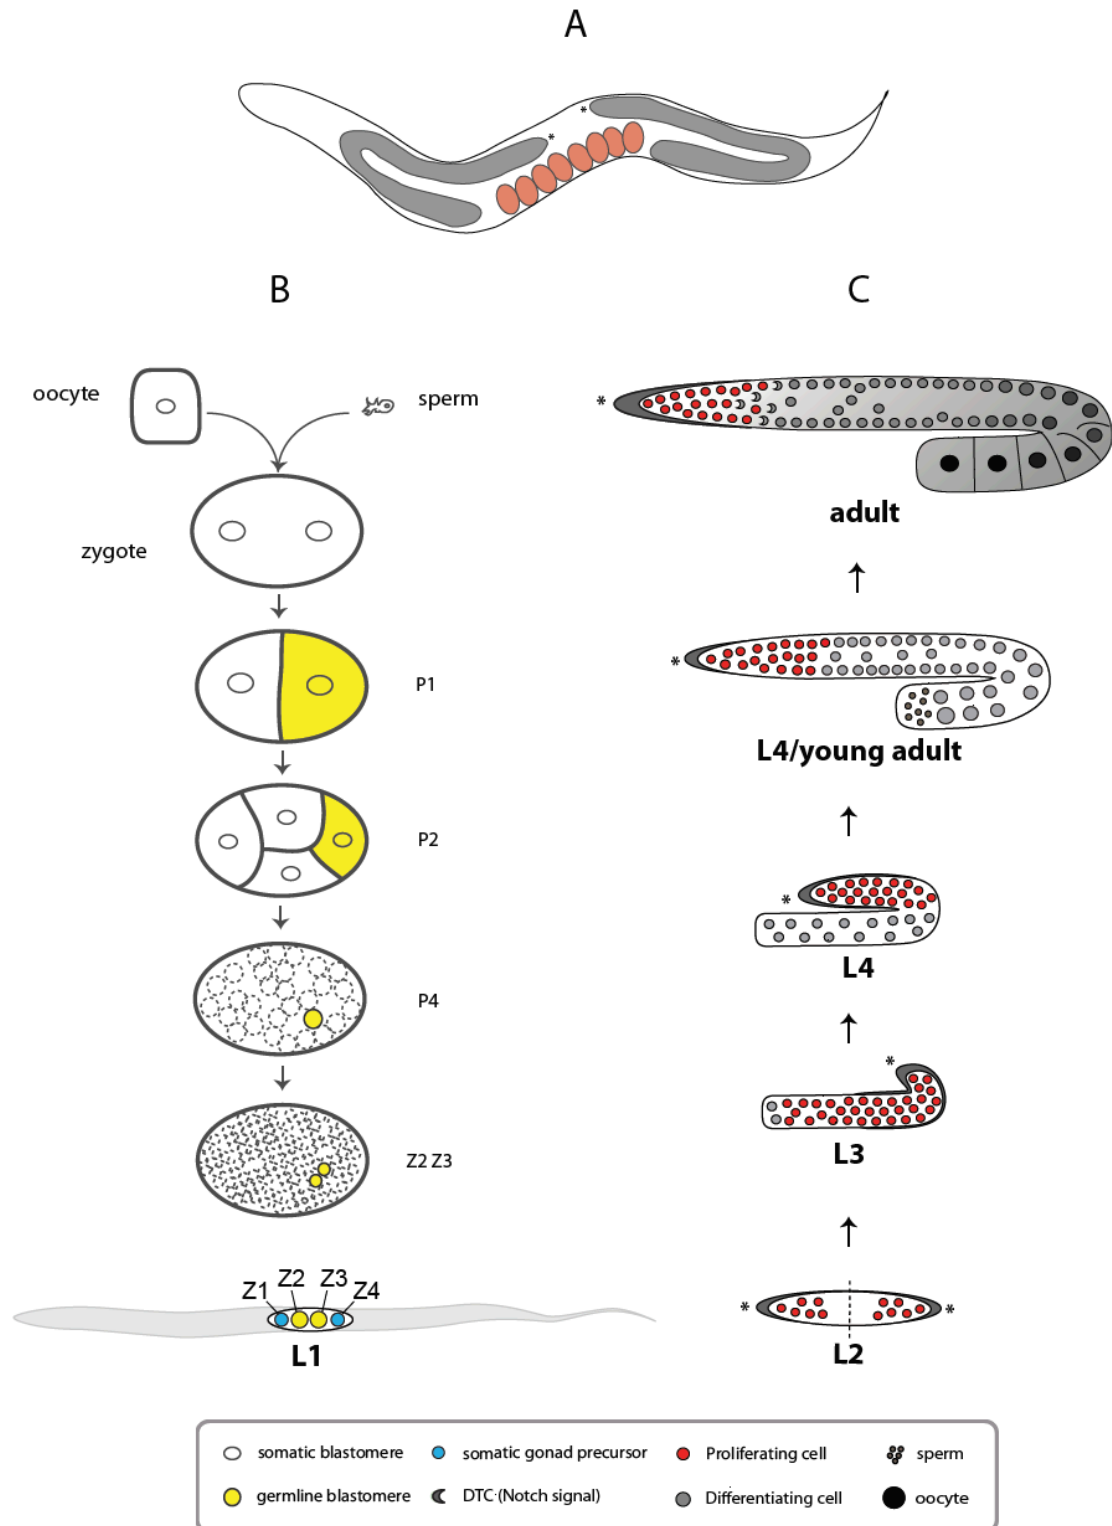 A
*
*
B
C
oocyte
sperm
zygote
P1
P2
P4
Z2 Z3
Z1 Z2 Z3 Z4
L1
*
adult
*
L4/young adult
*
L4
*
L3
* *
L2
somatic blastomere
somatic gonad precursor
Proliferating cell
sperm
germline blastomere
DTC (Notch signal)
Differentiating cell
oocyte